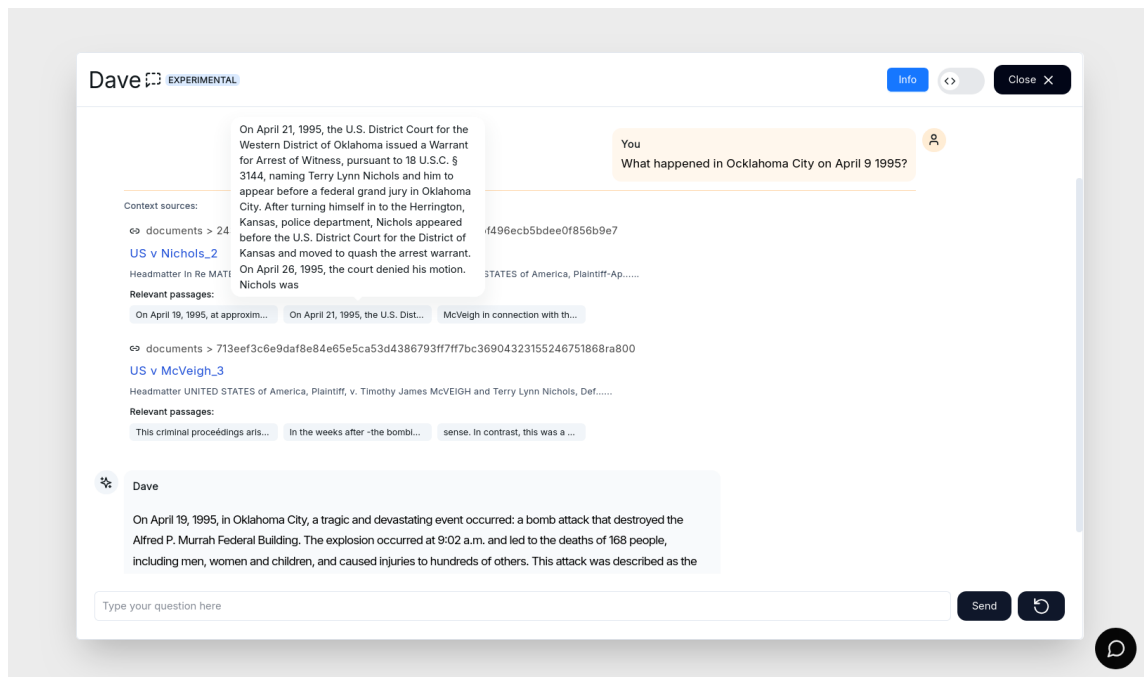 Dave EXPERIMENTAL
Info
Close
On April 21, 1995, the U.S. District Court for the
Western District of Oklahoma issued a Warrant
for Arrest of Witness, pursuant to 18 U.S.C. §
3144, naming Terry Lynn Nichols and him to
appear before a federal grand jury in Oklahoma
City. After turning himself in to the Herrington,
Kansas, police department, Nichols appeared
before the U.S. District Court for the District of
Kansas and moved to quash the arrest warrant.
On April 26, 1995, the court denied his motion.
Nichols was
You
What happened in Ocklahoma City on April 9 1995?
Context sources:
documents > 24 f496ecb5bdee0f856b9e7
US v Nichols_2
Headmatter In Re MATE STATES of America, Plaintiff-Ap......
Relevant passages:
On April 19, 1995, at approxim... On April 21, 1995, the U.S. Dist... McVeigh in connection with th...
documents > 713eef3c6e9daf8e84e65e5ca53d4386793ff7ff7bc36904323155246751868ra800
US v McVeigh_3
Headmatter UNITED STATES of America, Plaintiff, v. Timothy James McVEIGH and Terry Lynn Nichols, Def......
Relevant passages:
This criminal proceédings aris... In the weeks after -the bombi... sense. In contrast, this was a ...
Dave
On April 19, 1995, in Oklahoma City, a tragic and devastating event occurred: a bomb attack that destroyed the
Alfred P. Murrah Federal Building. The explosion occurred at 9:02 a.m. and led to the deaths of 168 people,
including men, women and children, and caused injuries to hundreds of others. This attack was described as the
Type your question here
Send